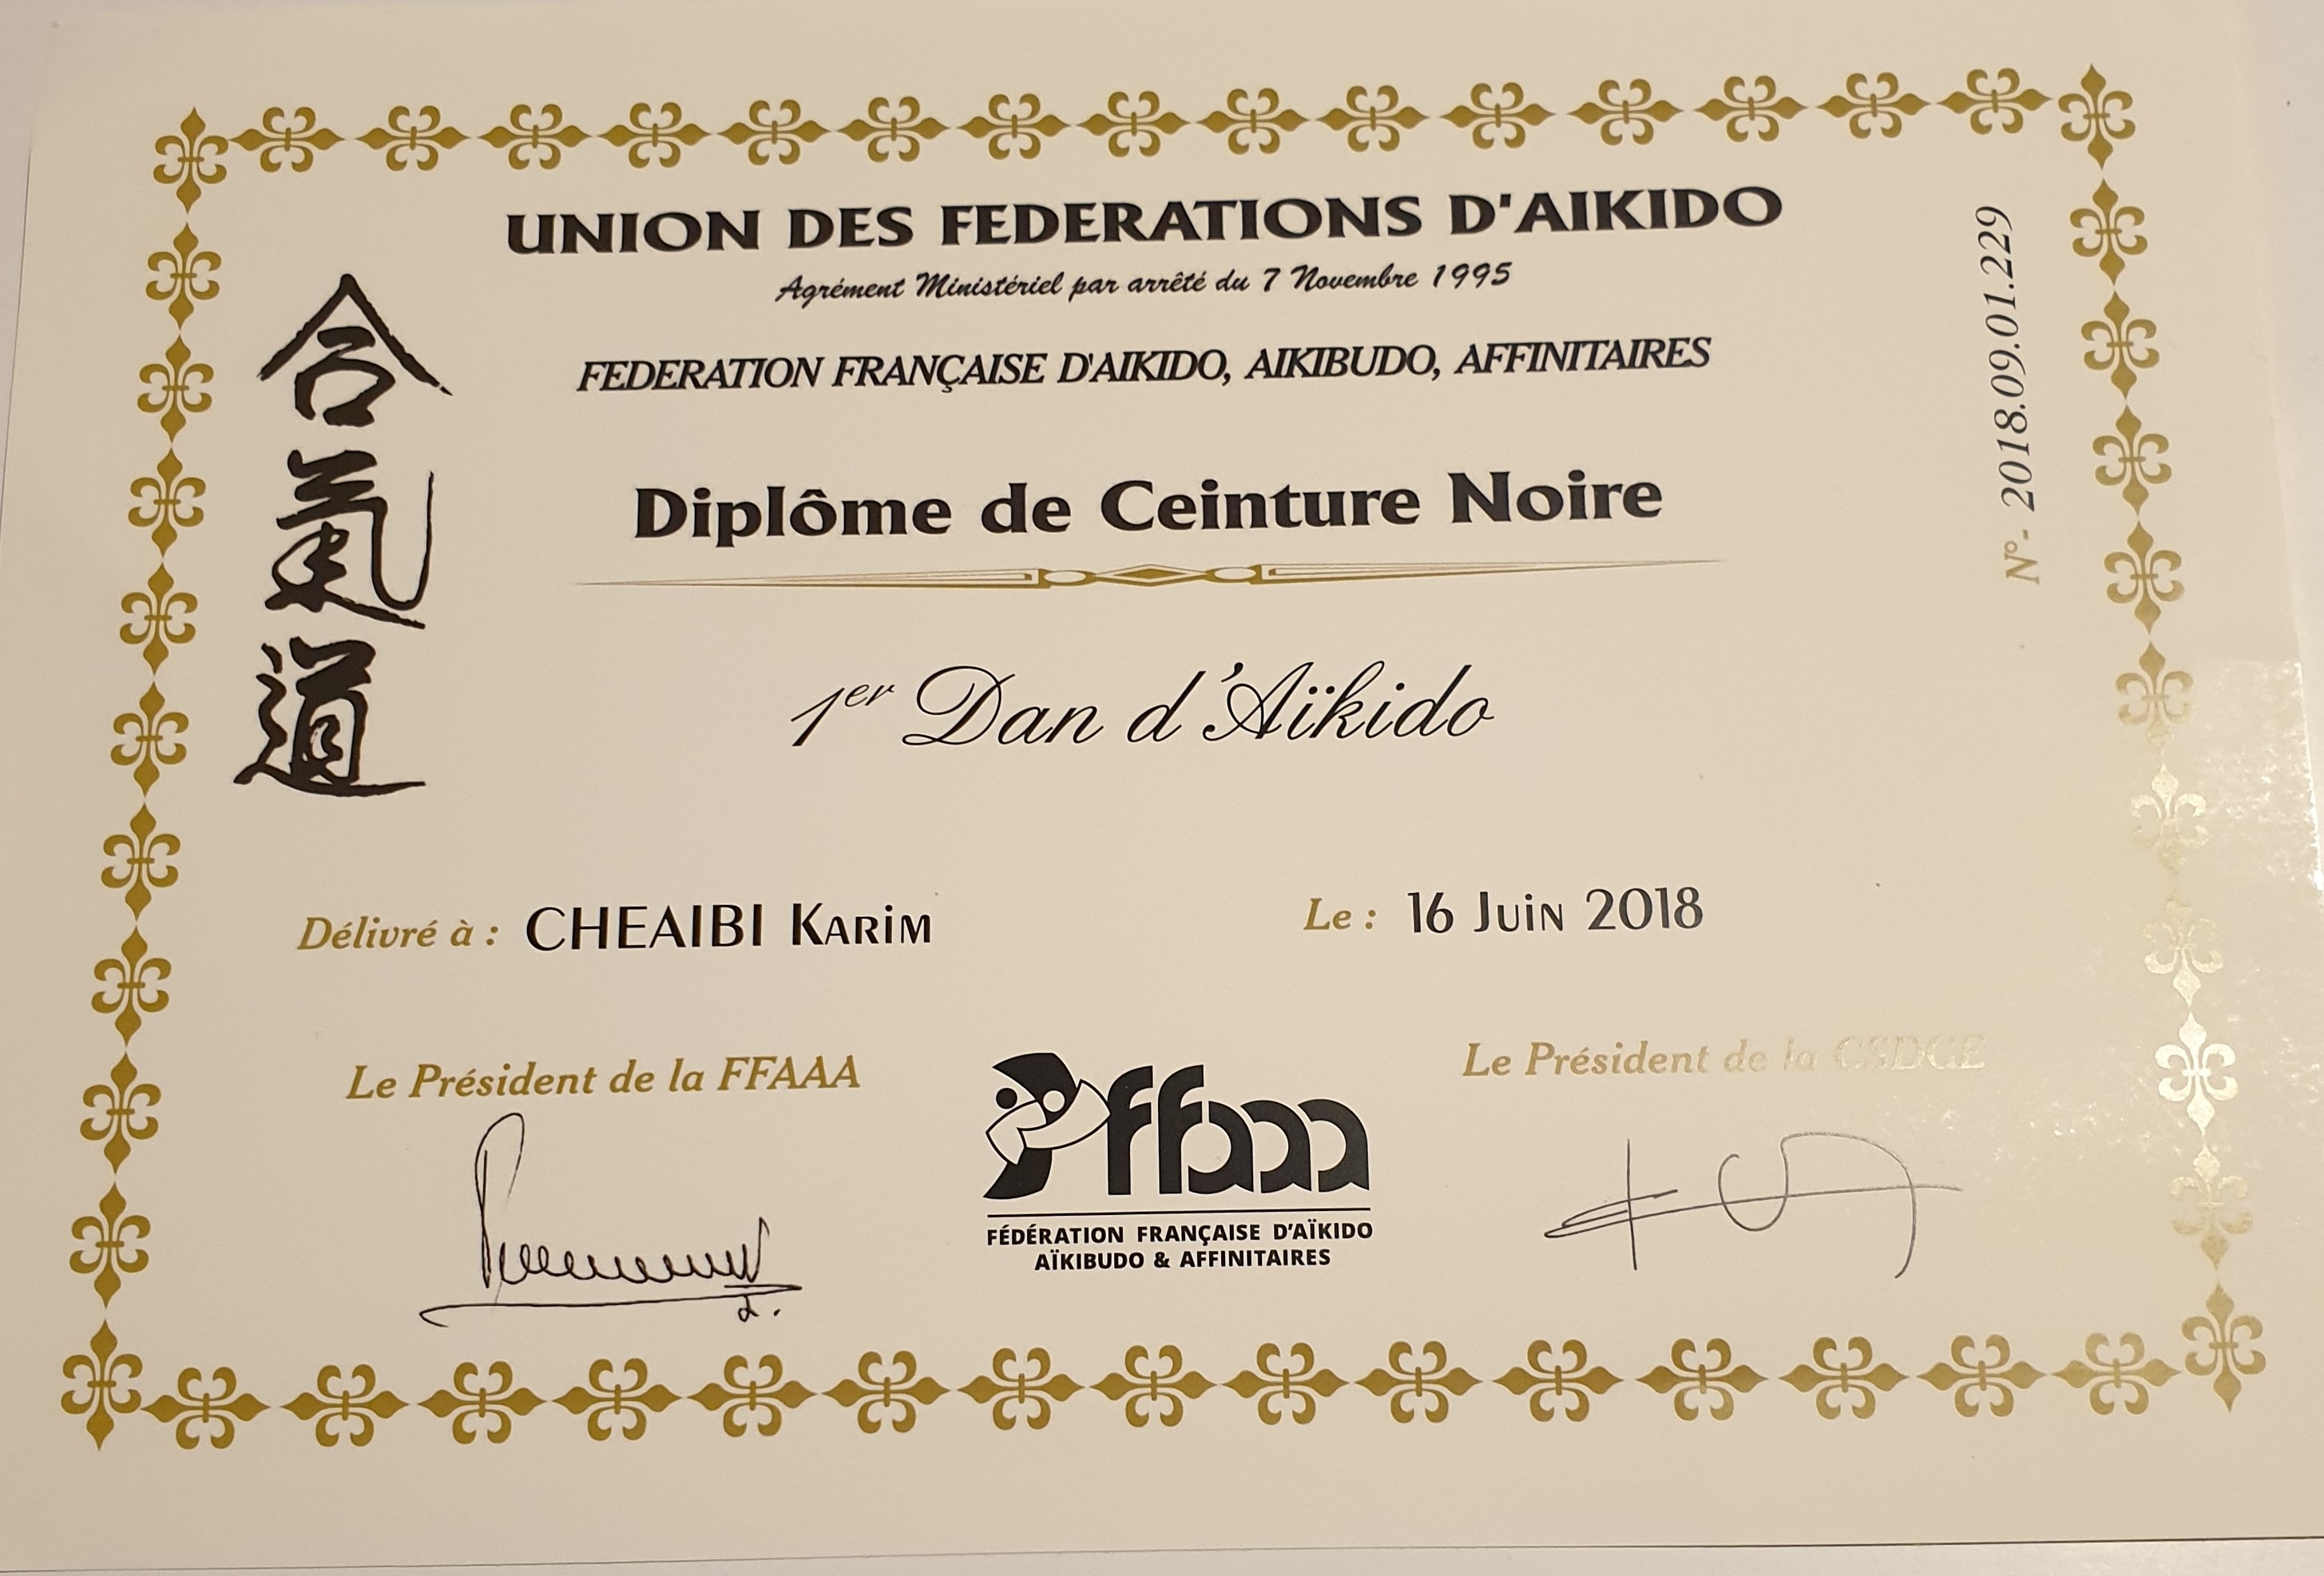 UNION DES FEDERATIONS D'AIKIDO
Agrément Ministériel par arrêté du 7 Novembre 1995
FEDERATION FRANÇAISE D'AIKIDO, AIKIBUDO, AFFINITAIRES
合氣道
N°- 2018.09.01.229
Diplôme de Ceinture Noire
1er Dan d'Aïkido
Délivré à : CHEAIBI KARiM
Le : 16 JUiN 2018
Le Président de la FFAAA
Le Président de la CSDGE
ffaaa
FÉDÉRATION FRANÇAISE D'AÏKIDO
AÏKIBUDO & AFFINITAIRES